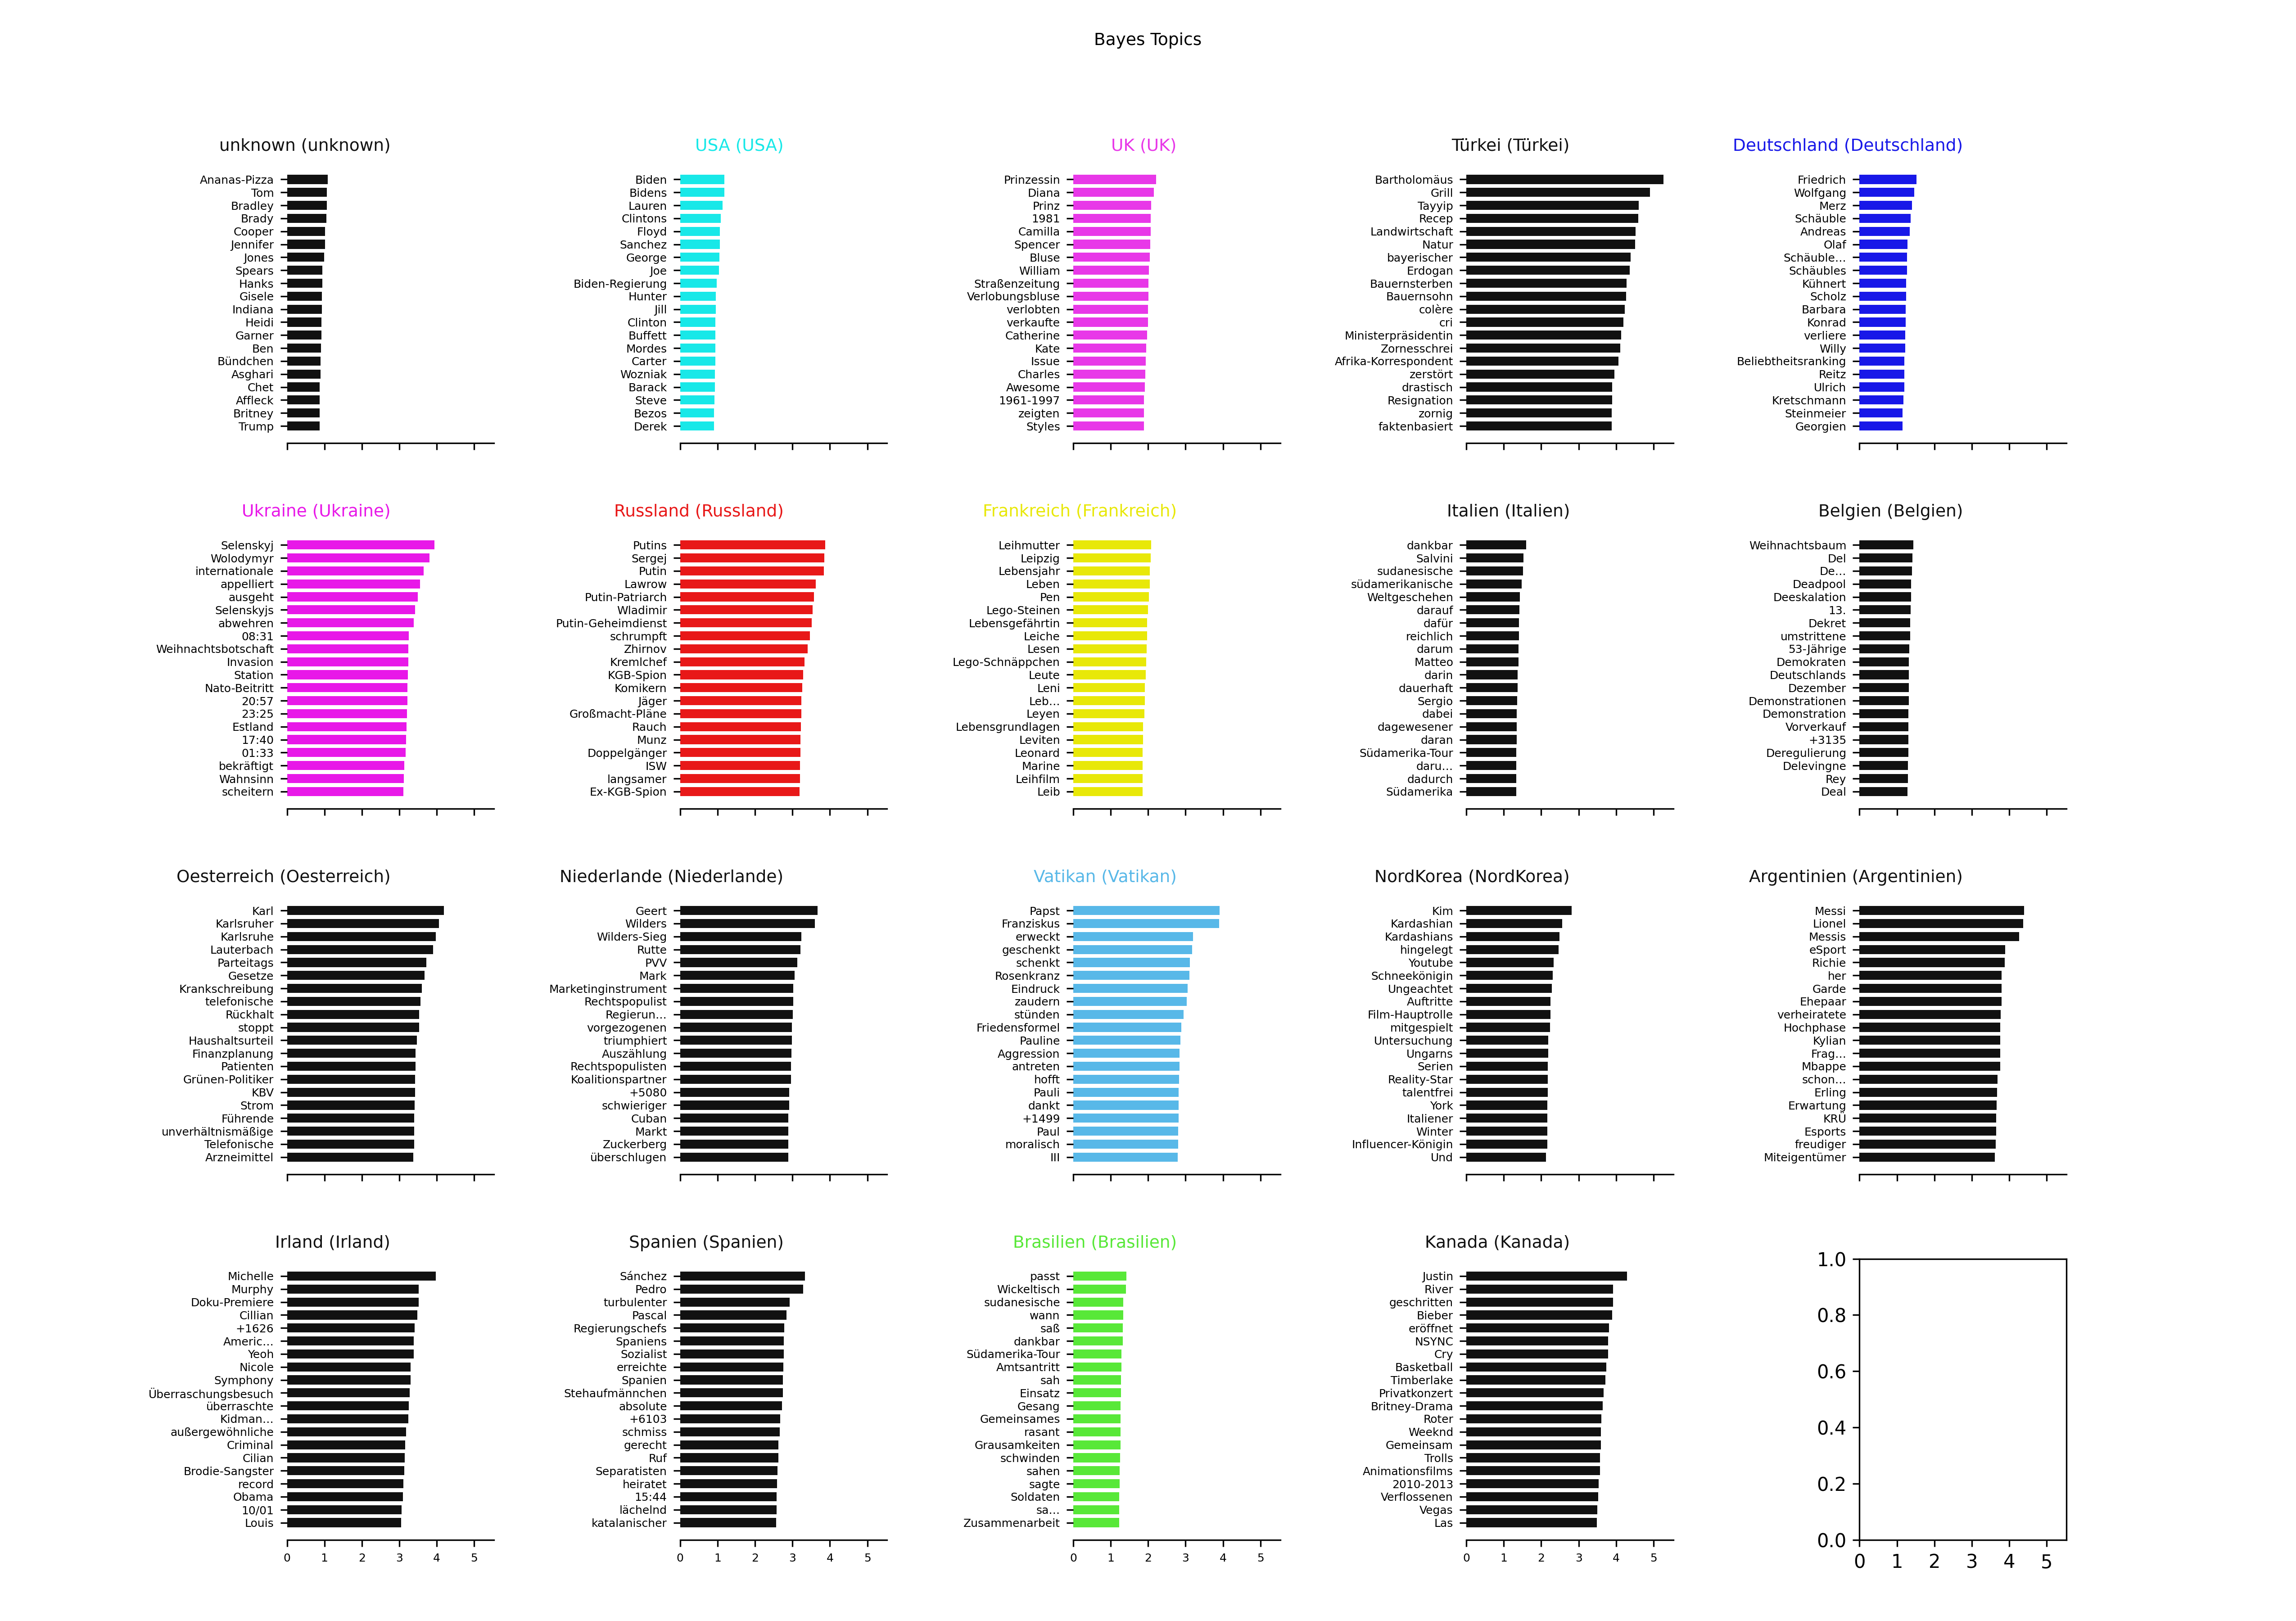 Bayes Topics
unknown (unknown)
Ananas-Pizza
Tom
Bradley
Brady
Cooper
Jennifer
Jones
Spears
Hanks
Gisele
Indiana
Heidi
Garner
Ben
Bündchen
Asghari
Chet
Affleck
Britney
Trump
USA (USA)
Biden
Bidens
Lauren
Clintons
Floyd
Sanchez
George
Joe
Biden-Regierung
Hunter
Jill
Clinton
Buffett
Mordes
Carter
Wozniak
Barack
Steve
Bezos
Derek
UK (UK)
Prinzessin
Diana
Prinz
1981
Camilla
Spencer
Bluse
William
Straßenzeitung
Verlobungsbluse
verlobten
verkaufte
Catherine
Kate
Issue
Charles
Awesome
1961-1997
zeigten
Styles
Türkei (Türkei)
Bartholomäus
Grill
Tayyip
Recep
Landwirtschaft
Natur
bayerischer
Erdogan
Bauernsterben
Bauernsohn
colère
cri
Ministerpräsidentin
Zornesschrei
Afrika-Korrespondent
zerstört
drastisch
Resignation
zornig
faktenbasiert
Deutschland (Deutschland)
Friedrich
Wolfgang
Merz
Schäuble
Andreas
Olaf
Schäuble...
Schäubles
Kühnert
Scholz
Barbara
Konrad
verliere
Willy
Beliebtheitsranking
Reitz
Ulrich
Kretschmann
Steinmeier
Georgien
Ukraine (Ukraine)
Selenskyj
Wolodymyr
internationale
appelliert
ausgeht
Selenskyjs
abwehren
08:31
Weihnachtsbotschaft
Invasion
Station
Nato-Beitritt
20:57
23:25
Estland
17:40
01:33
bekräftigt
Wahnsinn
scheitern
Russland (Russland)
Putins
Sergej
Putin
Lawrow
Putin-Patriarch
Wladimir
Putin-Geheimdienst
schrumpft
Zhirnov
Kremlchef
KGB-Spion
Komikern
Jäger
Großmacht-Pläne
Rauch
Munz
Doppelgänger
ISW
langsamer
Ex-KGB-Spion
Frankreich (Frankreich)
Leihmutter
Leipzig
Lebensjahr
Leben
Pen
Lego-Steinen
Lebensgefährtin
Leiche
Lesen
Lego-Schnäppchen
Leute
Leni
Leb...
Leyen
Lebensgrundlagen
Leviten
Leonard
Marine
Leihfilm
Leib
Italien (Italien)
dankbar
Salvini
sudanesische
südamerikanische
Weltgeschehen
darauf
dafür
reichlich
darum
Matteo
darin
dauerhaft
Sergio
dabei
dagewesener
daran
Südamerika-Tour
daru...
dadurch
Südamerika
Belgien (Belgien)
Weihnachtsbaum
Del
De...
Deadpool
Deeskalation
13.
Dekret
umstrittene
53-Jährige
Demokraten
Deutschlands
Dezember
Demonstrationen
Demonstration
Vorverkauf
+3135
Deregulierung
Delevingne
Rey
Deal
Oesterreich (Oesterreich)
Karl
Karlsruher
Karlsruhe
Lauterbach
Parteitags
Gesetze
Krankschreibung
telefonische
Rückhalt
stoppt
Haushaltsurteil
Finanzplanung
Patienten
Grünen-Politiker
KBV
Strom
Führende
unverhältnismäßige
Telefonische
Arzneimittel
Niederlande (Niederlande)
Geert
Wilders
Wilders-Sieg
Rutte
PVV
Mark
Marketinginstrument
Rechtspopulist
Regierun...
vorgezogenen
triumphiert
Auszählung
Rechtspopulisten
Koalitionspartner
+5080
schwieriger
Cuban
Markt
Zuckerberg
überschlugen
Vatikan (Vatikan)
Papst
Franziskus
erweckt
geschenkt
schenkt
Rosenkranz
Eindruck
zaudern
stünden
Friedensformel
Pauline
Aggression
antreten
hofft
Pauli
dankt
+1499
Paul
moralisch
III
NordKorea (NordKorea)
Kim
Kardashian
Kardashians
hingelegt
Youtube
Schneekönigin
Ungeachtet
Auftritte
Film-Hauptrolle
mitgespielt
Untersuchung
Ungarns
Serien
Reality-Star
talentfrei
York
Italiener
Winter
Influencer-Königin
Und
Argentinien (Argentinien)
Messi
Lionel
Messis
eSport
Richie
her
Garde
Ehepaar
verheiratete
Hochphase
Kylian
Frag...
Mbappe
schon...
Erling
Erwartung
KRÜ
Esports
freudiger
Miteigentümer
Irland (Irland)
Michelle
Murphy
Doku-Premiere
Cillian
+1626
Americ...
Yeoh
Nicole
Symphony
Überraschungsbesuch
überraschte
Kidman...
außergewöhnliche
Criminal
Cilian
Brodie-Sangster
record
Obama
10/01
Louis
0 1 2 3 4 5
Spanien (Spanien)
Sánchez
Pedro
turbulenter
Pascal
Regierungschefs
Spaniens
Sozialist
erreichte
Spanien
Stehaufmännchen
absolute
+6103
schmiss
gerecht
Ruf
Separatisten
heiratet
15:44
lächelnd
katalanischer
0 1 2 3 4 5
Brasilien (Brasilien)
passt
Wickeltisch
sudanesische
wann
saß
dankbar
Südamerika-Tour
Amtsantritt
sah
Einsatz
Gesang
Gemeinsames
rasant
Grausamkeiten
schwinden
sahen
sagte
Soldaten
sa...
Zusammenarbeit
0 1 2 3 4 5
Kanada (Kanada)
Justin
River
geschritten
Bieber
eröffnet
NSYNC
Cry
Basketball
Timberlake
Privatkonzert
Britney-Drama
Roter
Weeknd
Gemeinsam
Trolls
Animationsfilms
2010-2013
Verflossenen
Vegas
Las
0 1 2 3 4 5
1.0
0.8
0.6
0.4
0.2
0.0
0 1 2 3 4 5